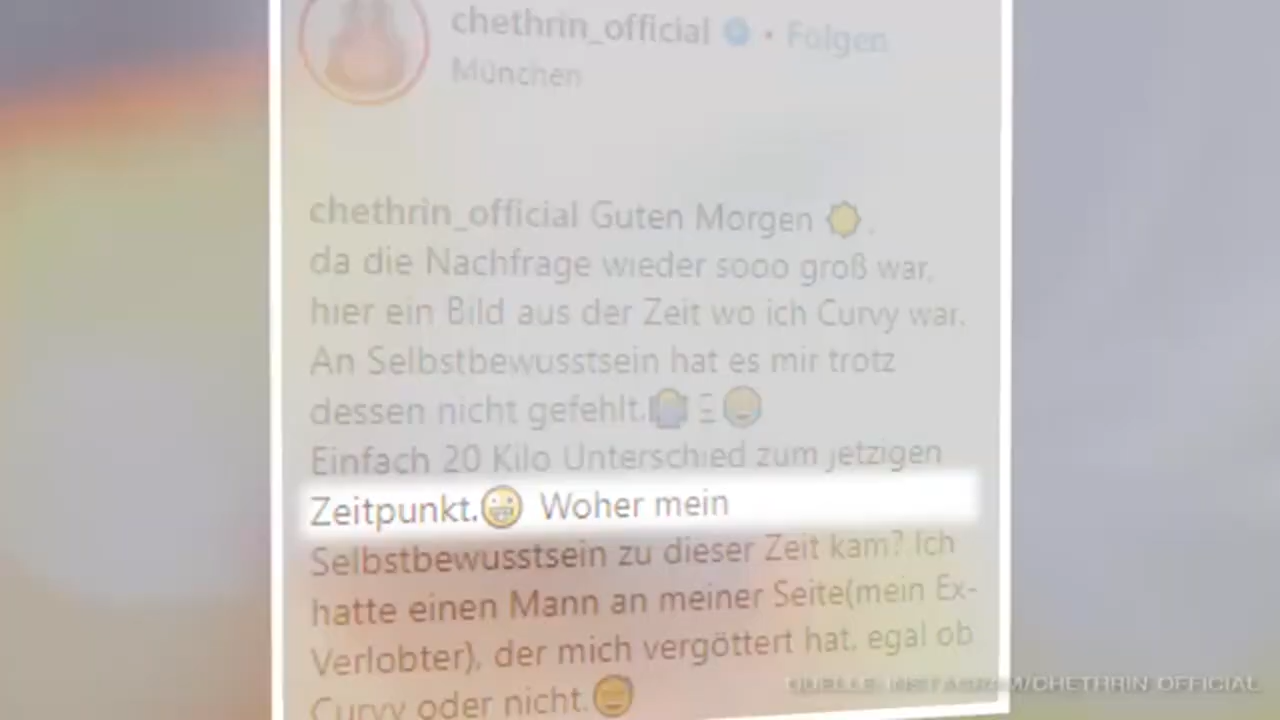 chethrin_official • Folgen
München
chethrin_official Guten Morgen 🌞.
da die Nachfrage wieder sooo groß war,
hier ein Bild aus der Zeit wo ich Curvy war.
An Selbstbewusstsein hat es mir trotz
dessen nicht gefehlt.
Einfach 20 Kilo Unterschied zum jetzigen
Zeitpunkt.😀 Woher mein
Selbstbewusstsein zu dieser Zeit kam? Ich
hatte einen Mann an meiner Seite(mein Ex-
Verlobter), der mich vergöttert hat, egal ob
Curvy oder nicht.
QUELLE: INSTAGRAM/CHETHRIN_OFFICIAL